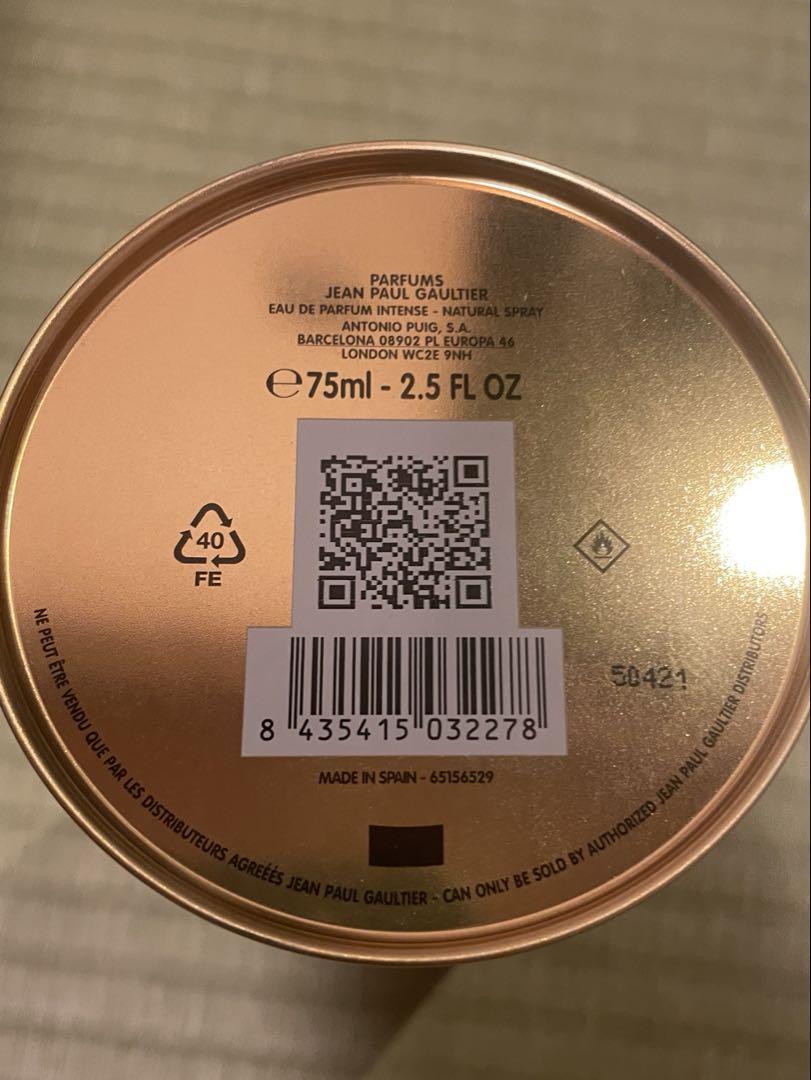 PARFUMS
JEAN PAUL GAULTIER
EAU DE PARFUM INTENSE - NATURAL SPRAY
ANTONIO PUIG, S.A.
BARCELONA 08902 PL EUROPA 46
LONDON WC2E 9NH
℮75ml - 2.5 FL OZ
40
FE
50421
8 435415 032278
MADE IN SPAIN - 65156529
NE PEUT ÊTRE VENDU QUE PAR LES DISTRIBUTEURS AGREÉÉS JEAN PAUL GAULTIER - CAN ONLY BE SOLD BY AUTHORIZED JEAN PAUL GAULTIER DISTRIBUTORS